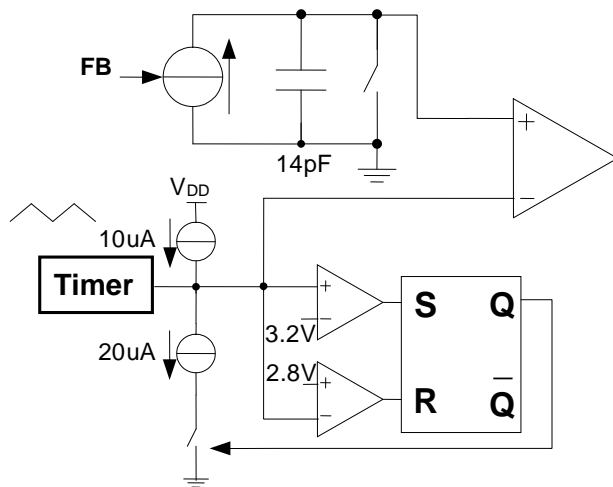 FB
14pF
VDD
10uA
Timer
20uA
+
−
+
−
3.2V
2.8V
+
−
S Q
R Q̅